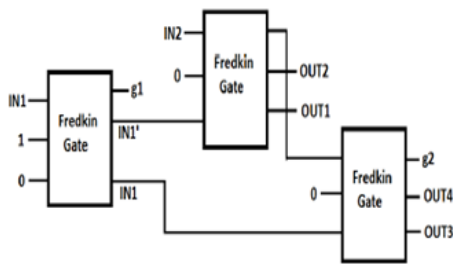 IN1
1
0
Fredkin
Gate
g1
IN1'
IN1
IN2
0
Fredkin
Gate
OUT2
OUT1
0
Fredkin
Gate
g2
OUT4
OUT3